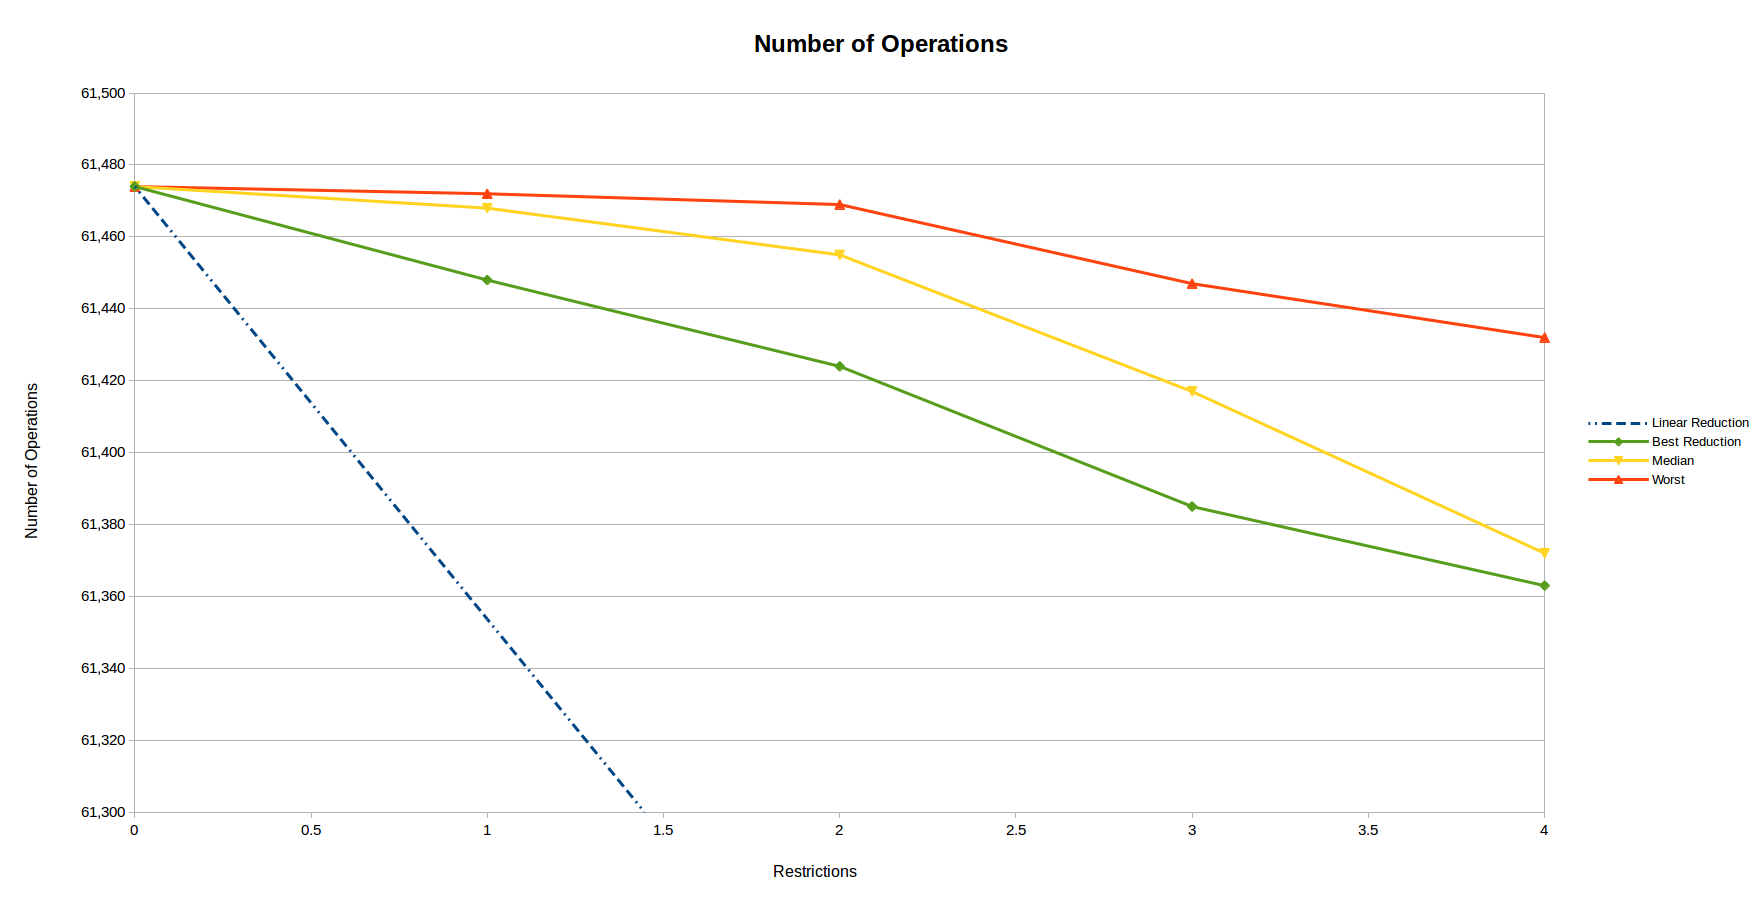 Number of Operations
61,500
61,480
61,460
61,440
61,420
61,400
61,380
61,360
61,340
61,320
61,300
0
0.5
1
1.5
2
2.5
3
3.5
4
Number of Operations
Restrictions
Linear Reduction
Best Reduction
Median
Worst